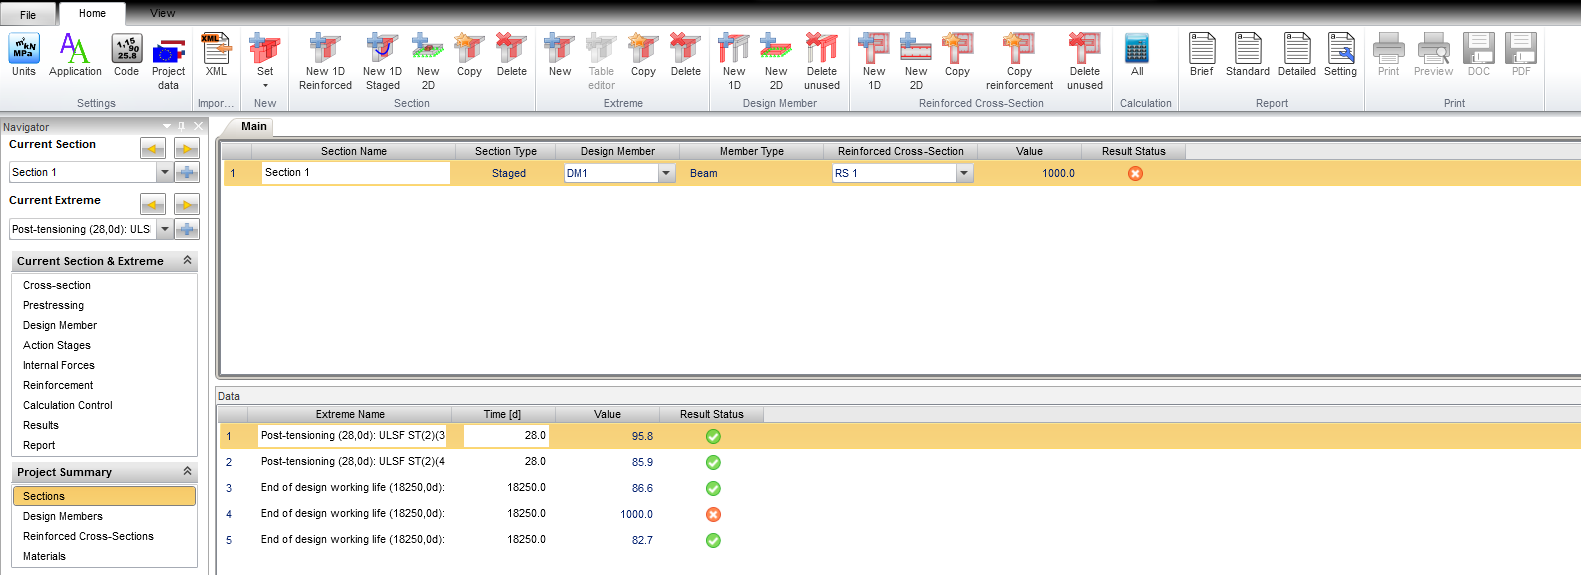 File Home View
m² kN MPa 1,15 90 25.8 XML
Units Application Code Project data XML Set New 1D Reinforced New 1D Staged New 2D Copy Delete New Table editor Copy Delete New 1D New 2D Delete unused New 1D New 2D Copy Copy reinforcement Delete unused All Brief Standard Detailed Setting Print Preview DOC PDF
Settings Impor... New Section Extreme Design Member Reinforced Cross-Section Calculation Report Print
Navigator
Current Section
Section 1
Current Extreme
Post-tensioning (28,0d): ULS
Current Section & Extreme
Cross-section
Prestressing
Design Member
Action Stages
Internal Forces
Reinforcement
Calculation Control
Results
Report
Project Summary
Sections
Design Members
Reinforced Cross-Sections
Materials
Main
Section Name Section Type Design Member Member Type Reinforced Cross-Section Value Result Status
1 Section 1 Staged DM1 Beam RS 1 1000.0
Data
Extreme Name Time [d] Value Result Status
1 Post-tensioning (28,0d): ULSF ST(2)(3 28.0 95.8
2 Post-tensioning (28,0d): ULSF ST(2)(4 28.0 85.9
3 End of design working life (18250,0d): 18250.0 86.6
4 End of design working life (18250,0d): 18250.0 1000.0
5 End of design working life (18250,0d): 18250.0 82.7